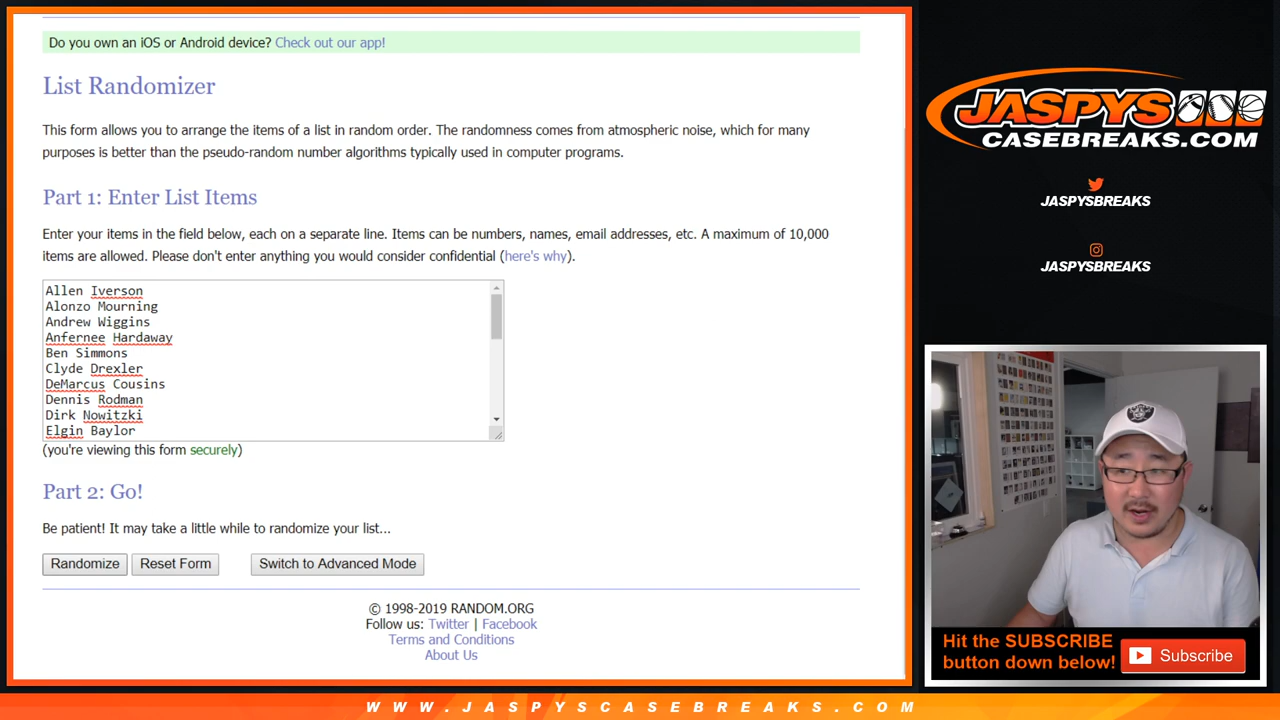 Do you own an iOS or Android device? Check out our app!
List Randomizer
This form allows you to arrange the items of a list in random order. The randomness comes from atmospheric noise, which for many
purposes is better than the pseudo-random number algorithms typically used in computer programs.
Part 1: Enter List Items
Enter your items in the field below, each on a separate line. Items can be numbers, names, email addresses, etc. A maximum of 10,000
items are allowed. Please don't enter anything you would consider confidential (here's why).
Allen Iverson
Alonzo Mourning
Andrew Wiggins
Anfernee Hardaway
Ben Simmons
Clyde Drexler
DeMarcus Cousins
Dennis Rodman
Dirk Nowitzki
Elgin Baylor
(you're viewing this form securely)
Part 2: Go!
Be patient! It may take a little while to randomize your list...
Randomize Reset Form Switch to Advanced Mode
© 1998-2019 RANDOM.ORG
Follow us: Twitter | Facebook
Terms and Conditions
About Us
JASPYS
CASEBREAKS.COM
JASPYSBREAKS
JASPYSBREAKS
Hit the SUBSCRIBE
button down below!
Subscribe
WWW.JASPYSCASEBREAKS.COM